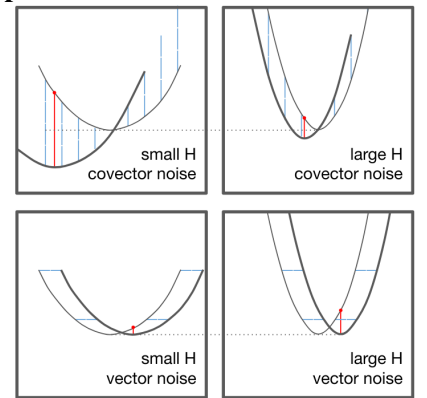 small H
covector noise
large H
covector noise
small H
vector noise
large H
vector noise